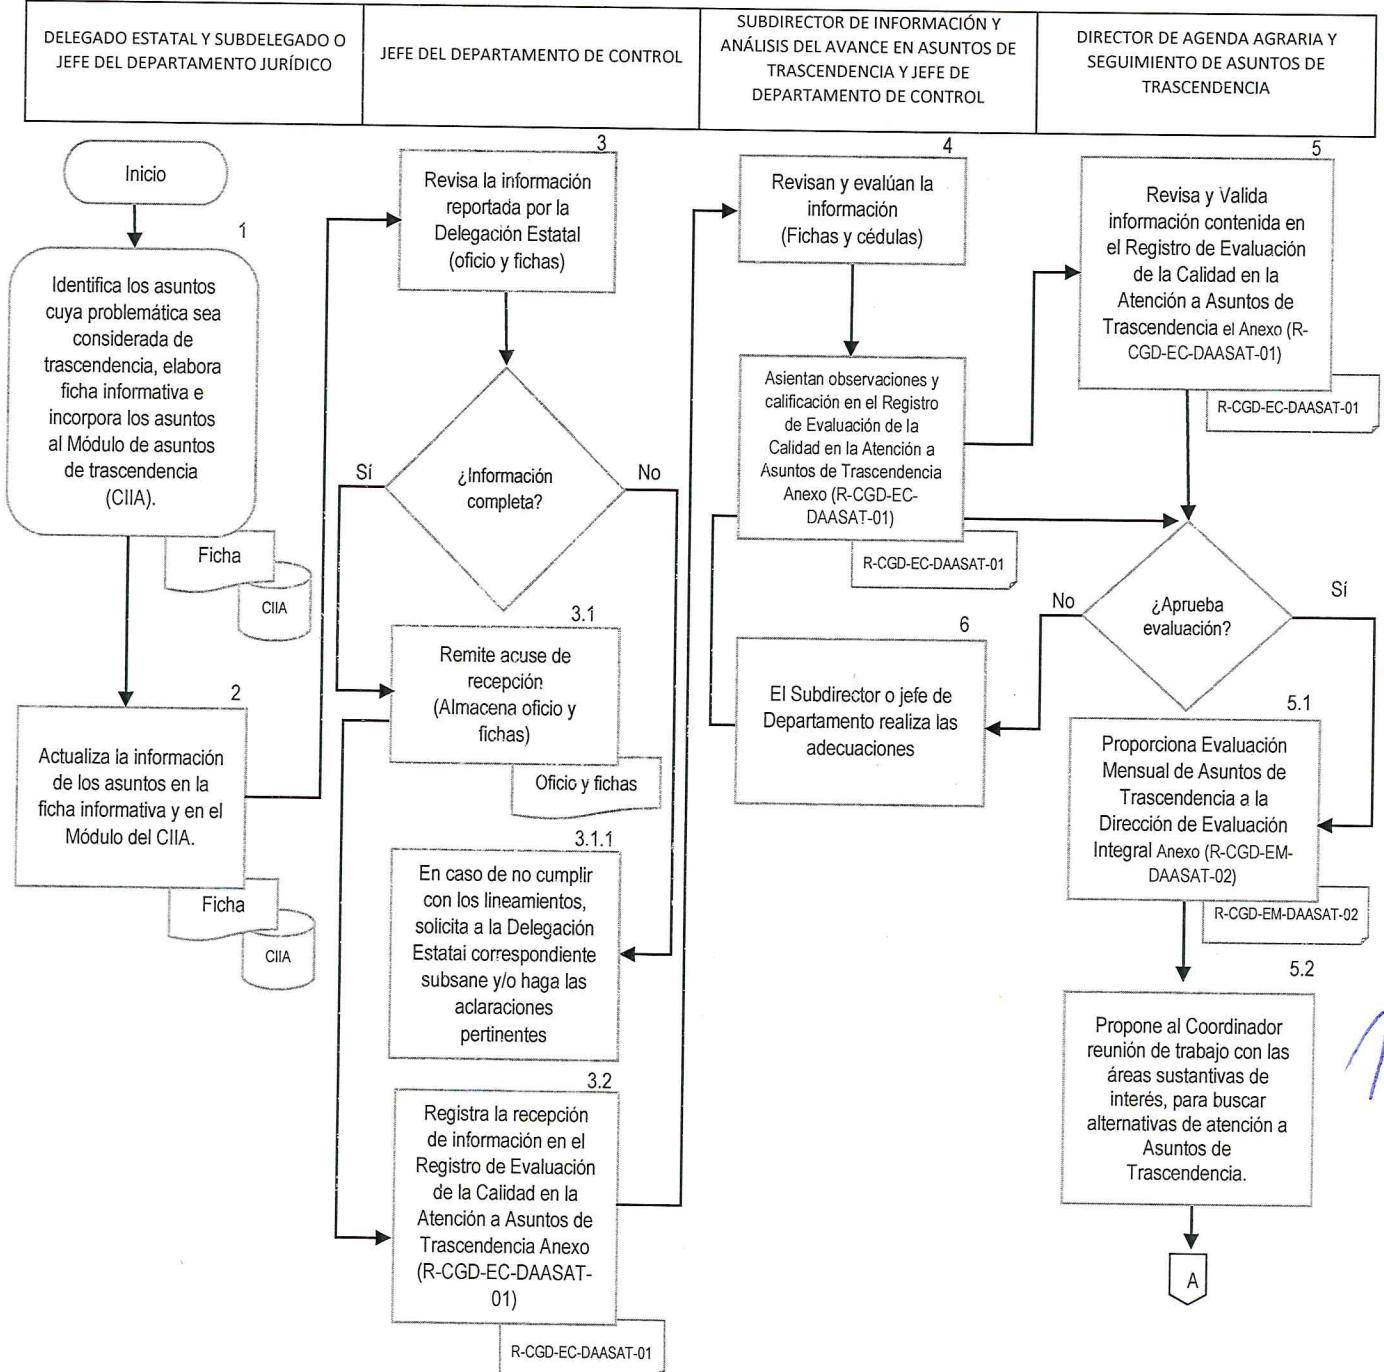 DELEGADO ESTATAL Y SUBDELEGADO O
JEFE DEL DEPARTAMENTO JURÍDICO
JEFE DEL DEPARTAMENTO DE CONTROL
SUBDIRECTOR DE INFORMACIÓN Y
ANÁLISIS DEL AVANCE EN ASUNTOS DE
TRASCENDENCIA Y JEFE DE
DEPARTAMENTO DE CONTROL
DIRECTOR DE AGENDA AGRARIA Y
SEGUIMIENTO DE ASUNTOS DE
TRASCENDENCIA
Inicio
1
Identifica los asuntos
cuya problemática sea
considerada de
trascendencia, elabora
ficha informativa e
incorpora los asuntos
al Módulo de asuntos
de trascendencia
(CIIA).
Ficha
CIIA
2
Actualiza la información
de los asuntos en la
ficha informativa y en el
Módulo del CIIA.
Ficha
CIIA
3
Revisa la información
reportada por la
Delegación Estatal
(oficio y fichas)
Sí
¿Información
completa?
No
3.1
Remite acuse de
recepción
(Almacena oficio y
fichas)
Oficio y fichas
3.1.1
En caso de no cumplir
con los lineamientos,
solicita a la Delegación
Estatal correspondiente
subsane y/o haga las
aclaraciones
pertinentes
3.2
Registra la recepción
de información en el
Registro de Evaluación
de la Calidad en la
Atención a Asuntos de
Trascendencia Anexo
(R-CGD-EC-DAASAT-
01)
R-CGD-EC-DAASAT-01
4
Revisan y evalúan la
información
(Fichas y cédulas)
Asientan observaciones y
calificación en el Registro
de Evaluación de la
Calidad en la Atención a
Asuntos de Trascendencia
Anexo (R-CGD-EC-
DAASAT-01)
R-CGD-EC-DAASAT-01
6
El Subdirector o jefe de
Departamento realiza las
adecuaciones
5
Revisa y Valida
información contenida en
el Registro de Evaluación
de la Calidad en la
Atención a Asuntos de
Trascendencia el Anexo (R-
CGD-EC-DAASAT-01)
R-CGD-EC-DAASAT-01
No
¿Aprueba
evaluación?
Sí
5.1
Proporciona Evaluación
Mensual de Asuntos de
Trascendencia a la
Dirección de Evaluación
Integral Anexo (R-CGD-EM-
DAASAT-02)
R-CGD-EM-DAASAT-02
5.2
Propone al Coordinador
reunión de trabajo con las
áreas sustantivas de
interés, para buscar
alternativas de atención a
Asuntos de
Trascendencia.
A